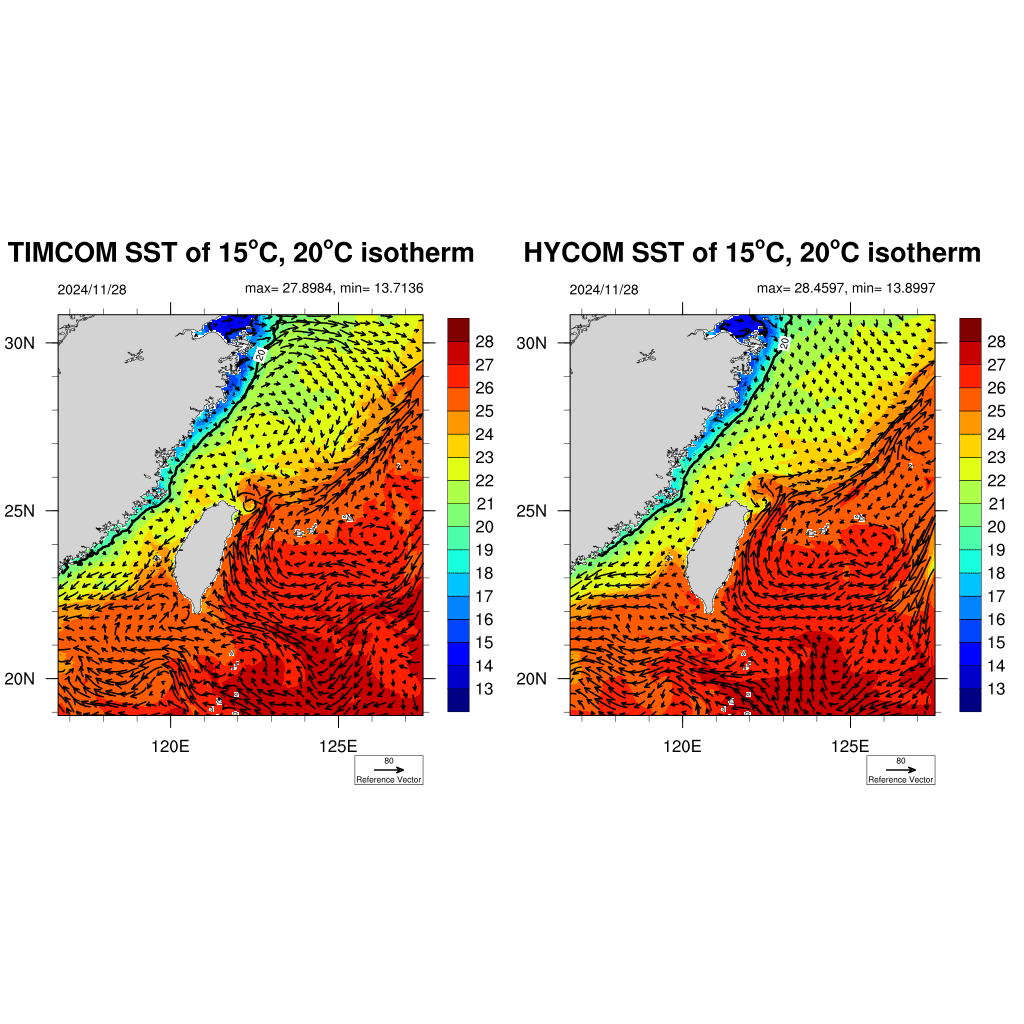 TIMCOM SST of 15°C, 20°C isotherm
2024/11/28 max= 27.8984, min= 13.7136
30N
25N
20N
120E 125E
20
28
27
26
25
24
23
22
21
20
19
18
17
16
15
14
13
80
Reference Vector
HYCOM SST of 15°C, 20°C isotherm
2024/11/28 max= 28.4597, min= 13.8997
30N
25N
20N
120E 125E
20
28
27
26
25
24
23
22
21
20
19
18
17
16
15
14
13
80
Reference Vector